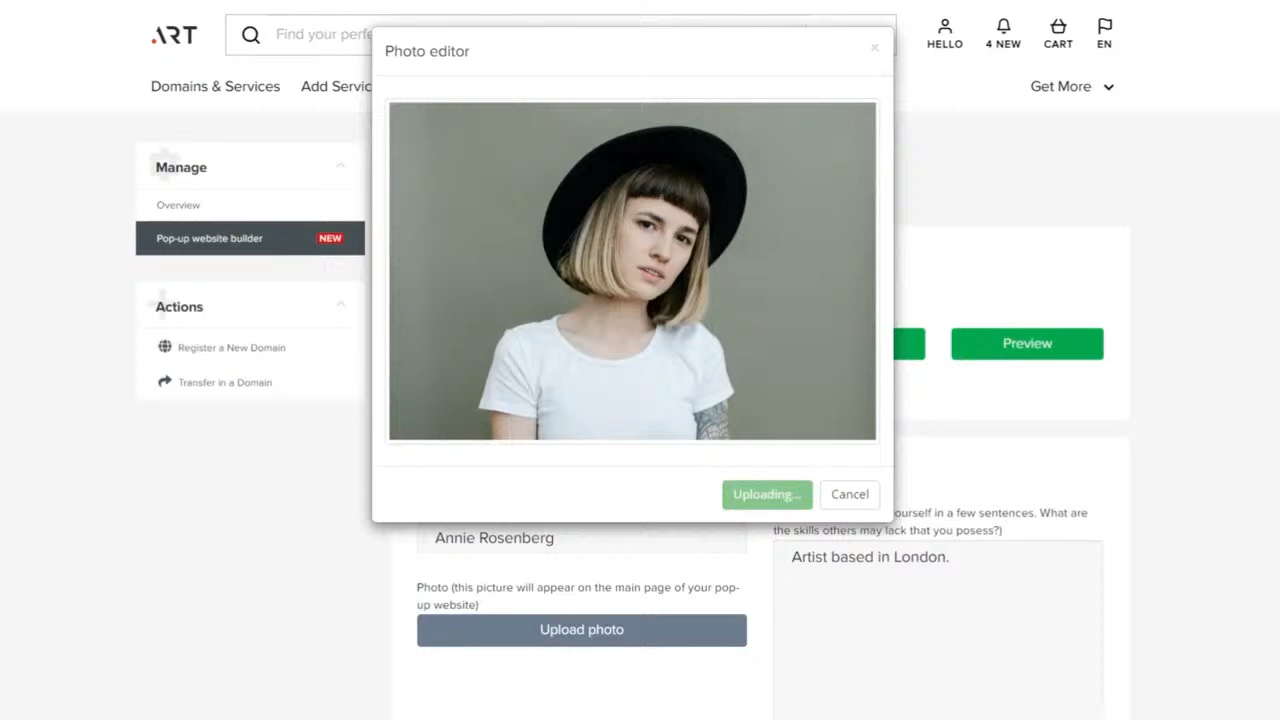 .ART
Find your perfe
HELLO
4 NEW
CART
EN
Domains & Services
Add Servic
Get More
Photo editor
×
Manage
Overview
Pop-up website builder
NEW
Actions
Register a New Domain
Transfer in a Domain
Preview
Uploading...
Cancel
Annie Rosenberg
Photo (this picture will appear on the main page of your pop-
up website)
Upload photo
ourself in a few sentences. What are
the skills others may lack that you posess?)
Artist based in London.